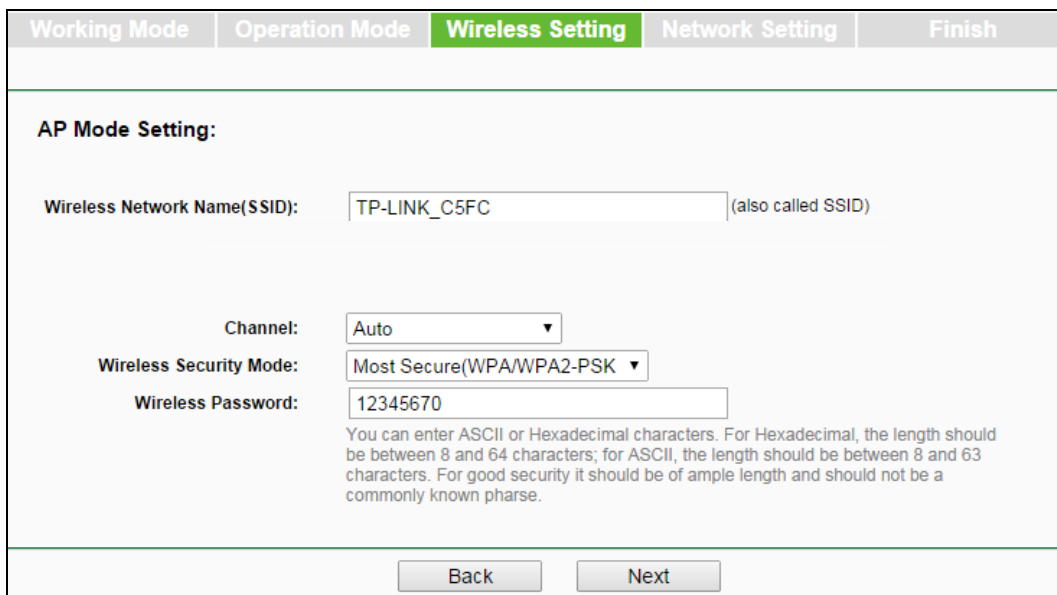 Working Mode Operation Mode Wireless Setting Network Setting Finish
AP Mode Setting:
Wireless Network Name(SSID): TP-LINK_C5FC (also called SSID)
Channel: Auto
Wireless Security Mode: Most Secure(WPA/WPA2-PSK
Wireless Password: 12345670
You can enter ASCII or Hexadecimal characters. For Hexadecimal, the length should
be between 8 and 64 characters; for ASCII, the length should be between 8 and 63
characters. For good security it should be of ample length and should not be a
commonly known pharse.
Back Next